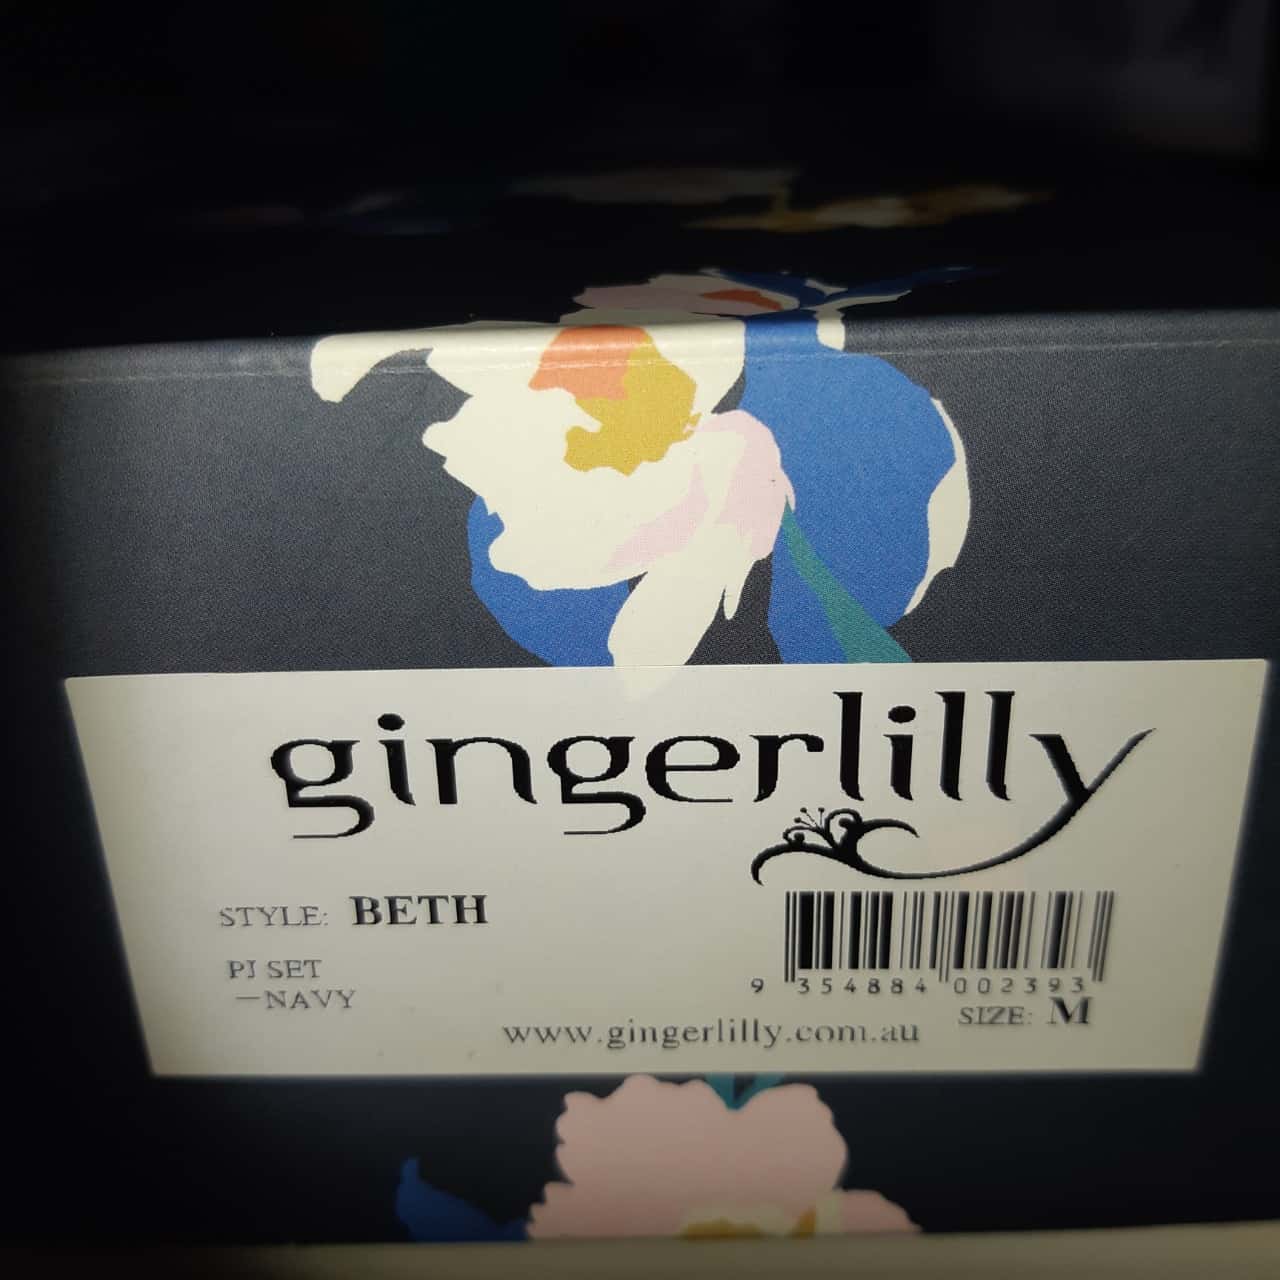 gingerlilly
STYLE: BETH
PJ SET
—NAVY
9 354884 002393
SIZE: M
www.gingerlilly.com.au